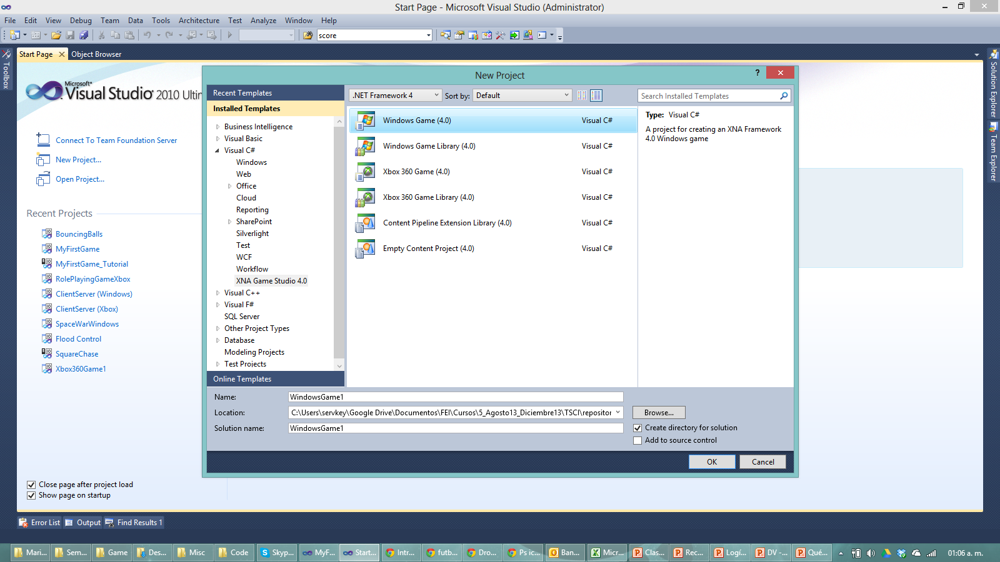 Start Page - Microsoft Visual Studio (Administrator)
File Edit View Debug Team Data Tools Architecture Test Analyze Window Help
score
Toolbox
Start Page
Object Browser
Solution Explorer
Team Explorer
Microsoft
Visual Studio 2010 Ultim
Connect To Team Foundation Server
New Project...
Open Project...
Recent Projects
BouncingBalls
MyFirstGame
MyFirstGame_Tutorial
RolePlayingGameXbox
ClientServer (Windows)
ClientServer (Xbox)
SpaceWarWindows
Flood Control
SquareChase
Xbox360Game1
Close page after project load
Show page on startup
New Project
Recent Templates
Installed Templates
Business Intelligence
Visual Basic
Visual C#
Windows
Web
Office
Cloud
Reporting
SharePoint
Silverlight
Test
WCF
Workflow
XNA Game Studio 4.0
Visual C++
Visual F#
SQL Server
Other Project Types
Database
Modeling Projects
Test Projects
Online Templates
.NET Framework 4 Sort by: Default
Windows Game (4.0) Visual C#
Windows Game Library (4.0) Visual C#
Xbox 360 Game (4.0) Visual C#
Xbox 360 Game Library (4.0) Visual C#
Content Pipeline Extension Library (4.0) Visual C#
Empty Content Project (4.0) Visual C#
Search Installed Templates
Type: Visual C#
A project for creating an XNA Framework
4.0 Windows game
Name: WindowsGame1
Location: C:\Users\servkey\Google Drive\Documentos\FEI\Cursos\5_Agosto13_Diciembre13\TSCI\repositor Browse...
Solution name: WindowsGame1
Create directory for solution
Add to source control
OK Cancel
Error List Output Find Results 1
Mari... Sem... Game Des... Misc Code Skyp... MyF... Start... Intr... futb... Dro... Ps ic... Ban... Micr... Clas... Rec... Logí... DV -... Qué... 01:06 a. m.